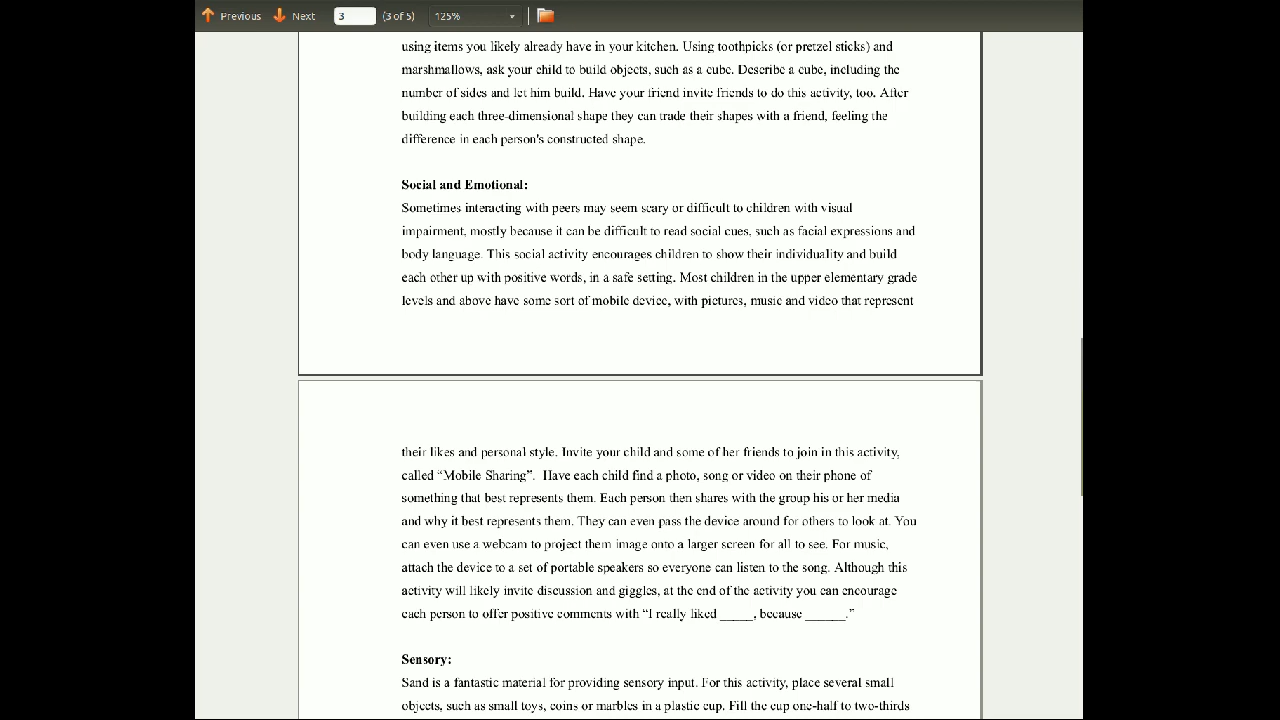 Previous Next 3 (3 of 5) 125%
using items you likely already have in your kitchen. Using toothpicks (or pretzel sticks) and
marshmallows, ask your child to build objects, such as a cube. Describe a cube, including the
number of sides and let him build. Have your friend invite friends to do this activity, too. After
building each three-dimensional shape they can trade their shapes with a friend, feeling the
difference in each person's constructed shape.
Social and Emotional:
Sometimes interacting with peers may seem scary or difficult to children with visual
impairment, mostly because it can be difficult to read social cues, such as facial expressions and
body language. This social activity encourages children to show their individuality and build
each other up with positive words, in a safe setting. Most children in the upper elementary grade
levels and above have some sort of mobile device, with pictures, music and video that represent
their likes and personal style. Invite your child and some of her friends to join in this activity,
called “Mobile Sharing”.  Have each child find a photo, song or video on their phone of
something that best represents them. Each person then shares with the group his or her media
and why it best represents them. They can even pass the device around for others to look at. You
can even use a webcam to project them image onto a larger screen for all to see. For music,
attach the device to a set of portable speakers so everyone can listen to the song. Although this
activity will likely invite discussion and giggles, at the end of the activity you can encourage
each person to offer positive comments with “I really liked _____, because ______.”
Sensory:
Sand is a fantastic material for providing sensory input. For this activity, place several small
objects, such as small toys, coins or marbles in a plastic cup. Fill the cup one-half to two-thirds